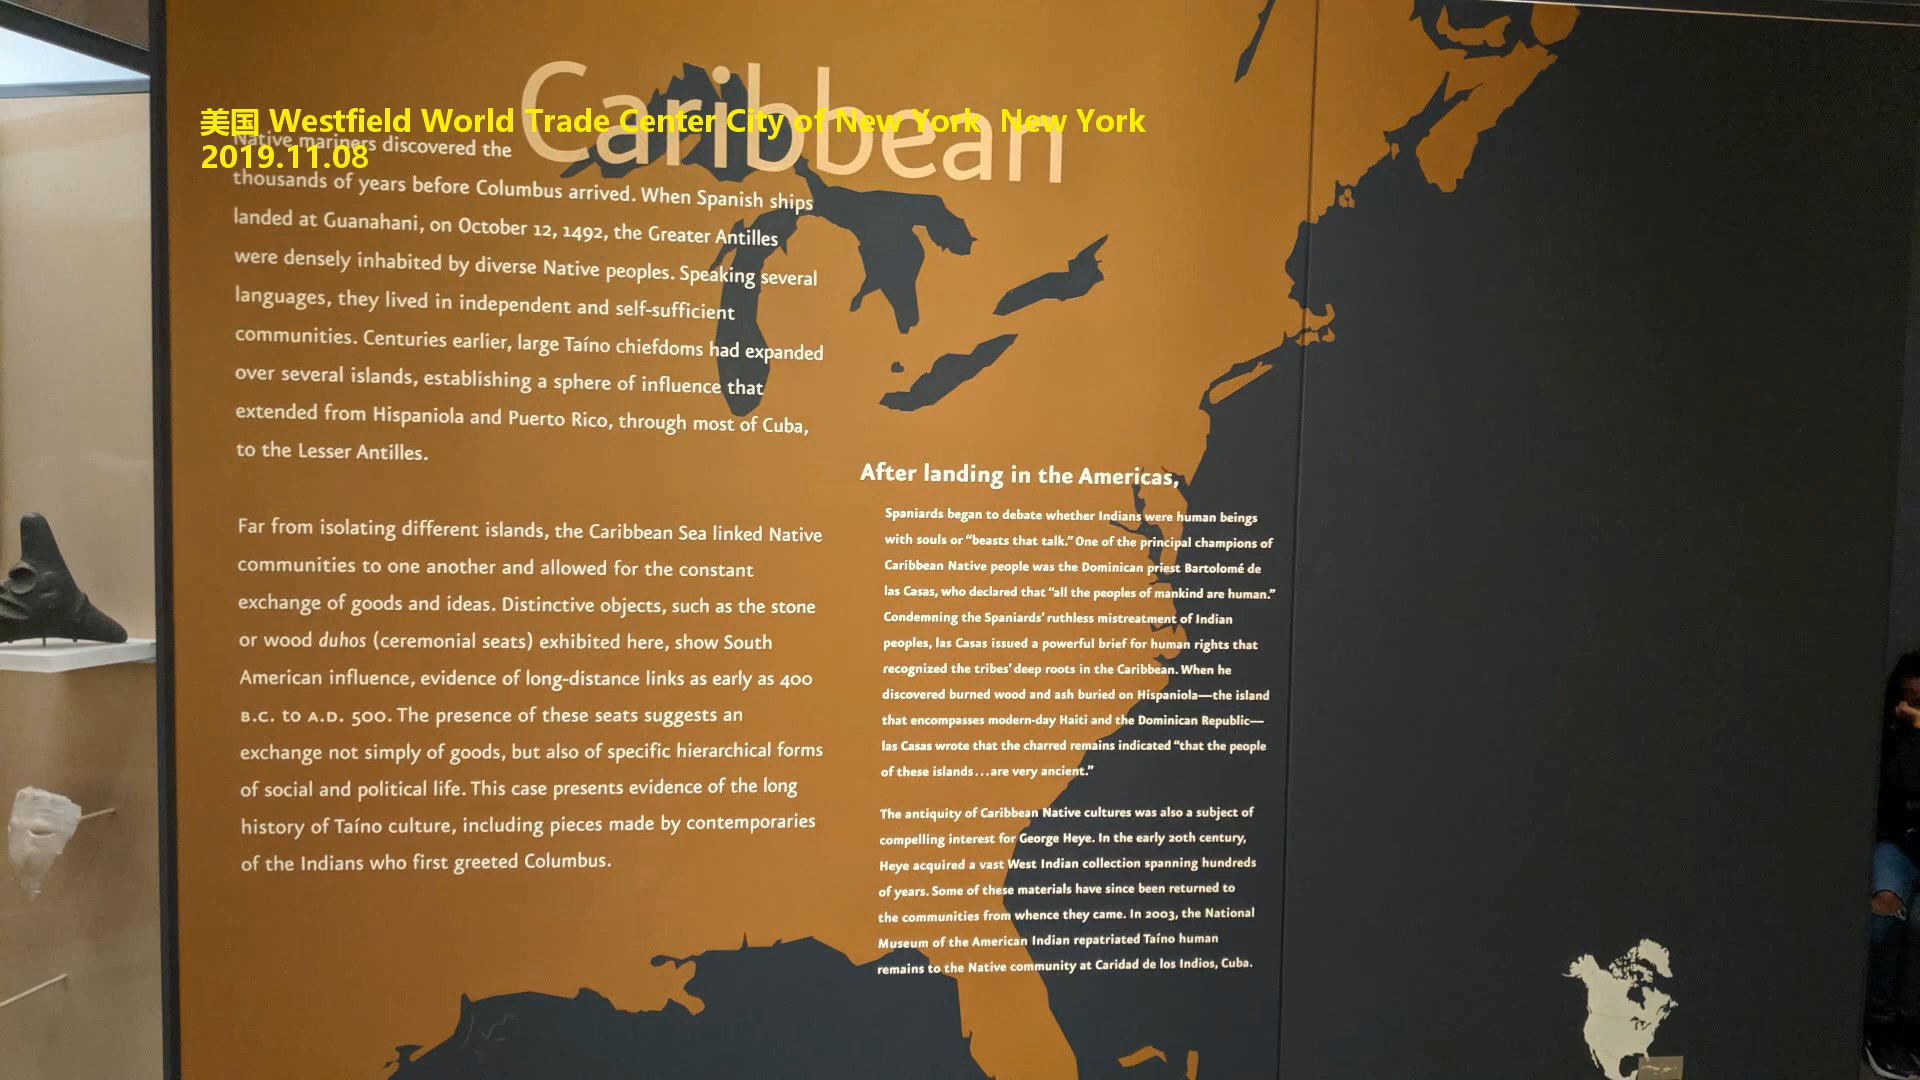 美国 Westfield World Trade Center City of New York New York
2019.11.08
Native mariners discovered the
Caribbean
thousands of years before Columbus arrived. When Spanish ships
landed at Guanahani, on October 12, 1492, the Greater Antilles
were densely inhabited by diverse Native peoples. Speaking several
languages, they lived in independent and self-sufficient
communities. Centuries earlier, large Taíno chiefdoms had expanded
over several islands, establishing a sphere of influence that
extended from Hispaniola and Puerto Rico, through most of Cuba,
to the Lesser Antilles.
Far from isolating different islands, the Caribbean Sea linked Native
communities to one another and allowed for the constant
exchange of goods and ideas. Distinctive objects, such as the stone
or wood duhos (ceremonial seats) exhibited here, show South
American influence, evidence of long-distance links as early as 400
B.C. to A.D. 500. The presence of these seats suggests an
exchange not simply of goods, but also of specific hierarchical forms
of social and political life. This case presents evidence of the long
history of Taíno culture, including pieces made by contemporaries
of the Indians who first greeted Columbus.
After landing in the Americas,
Spaniards began to debate whether Indians were human beings
with souls or “beasts that talk.” One of the principal champions of
Caribbean Native people was the Dominican priest Bartolomé de
las Casas, who declared that “all the peoples of mankind are human.”
Condemning the Spaniards’ ruthless mistreatment of Indian
peoples, las Casas issued a powerful brief for human rights that
recognized the tribes’ deep roots in the Caribbean. When he
discovered burned wood and ash buried on Hispaniola—the island
that encompasses modern-day Haiti and the Dominican Republic—
las Casas wrote that the charred remains indicated “that the people
of these islands…are very ancient.”
The antiquity of Caribbean Native cultures was also a subject of
compelling interest for George Heye. In the early 20th century,
Heye acquired a vast West Indian collection spanning hundreds
of years. Some of these materials have since been returned to
the communities from whence they came. In 2003, the National
Museum of the American Indian repatriated Taíno human
remains to the Native community at Caridad de los Indios, Cuba.